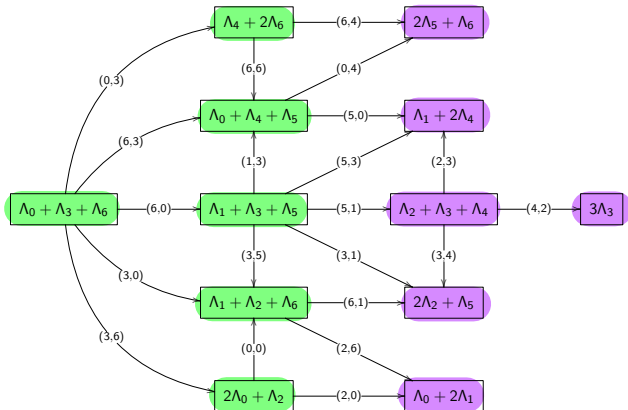 Λ₄ + 2Λ₆
(6,4)
2Λ₅ + Λ₆
(0,3)
(6,6)
(0,4)
(6,3)
Λ₀ + Λ₄ + Λ₅
(5,0)
Λ₁ + 2Λ₄
(1,3)
(5,3)
(2,3)
Λ₀ + Λ₃ + Λ₆
(6,0)
Λ₁ + Λ₃ + Λ₅
(5,1)
Λ₂ + Λ₃ + Λ₄
(4,2)
3Λ₃
(3,0)
(3,5)
(3,1)
(3,4)
Λ₁ + Λ₂ + Λ₆
(6,1)
2Λ₂ + Λ₅
(3,6)
(0,0)
(2,6)
2Λ₀ + Λ₂
(2,0)
Λ₀ + 2Λ₁